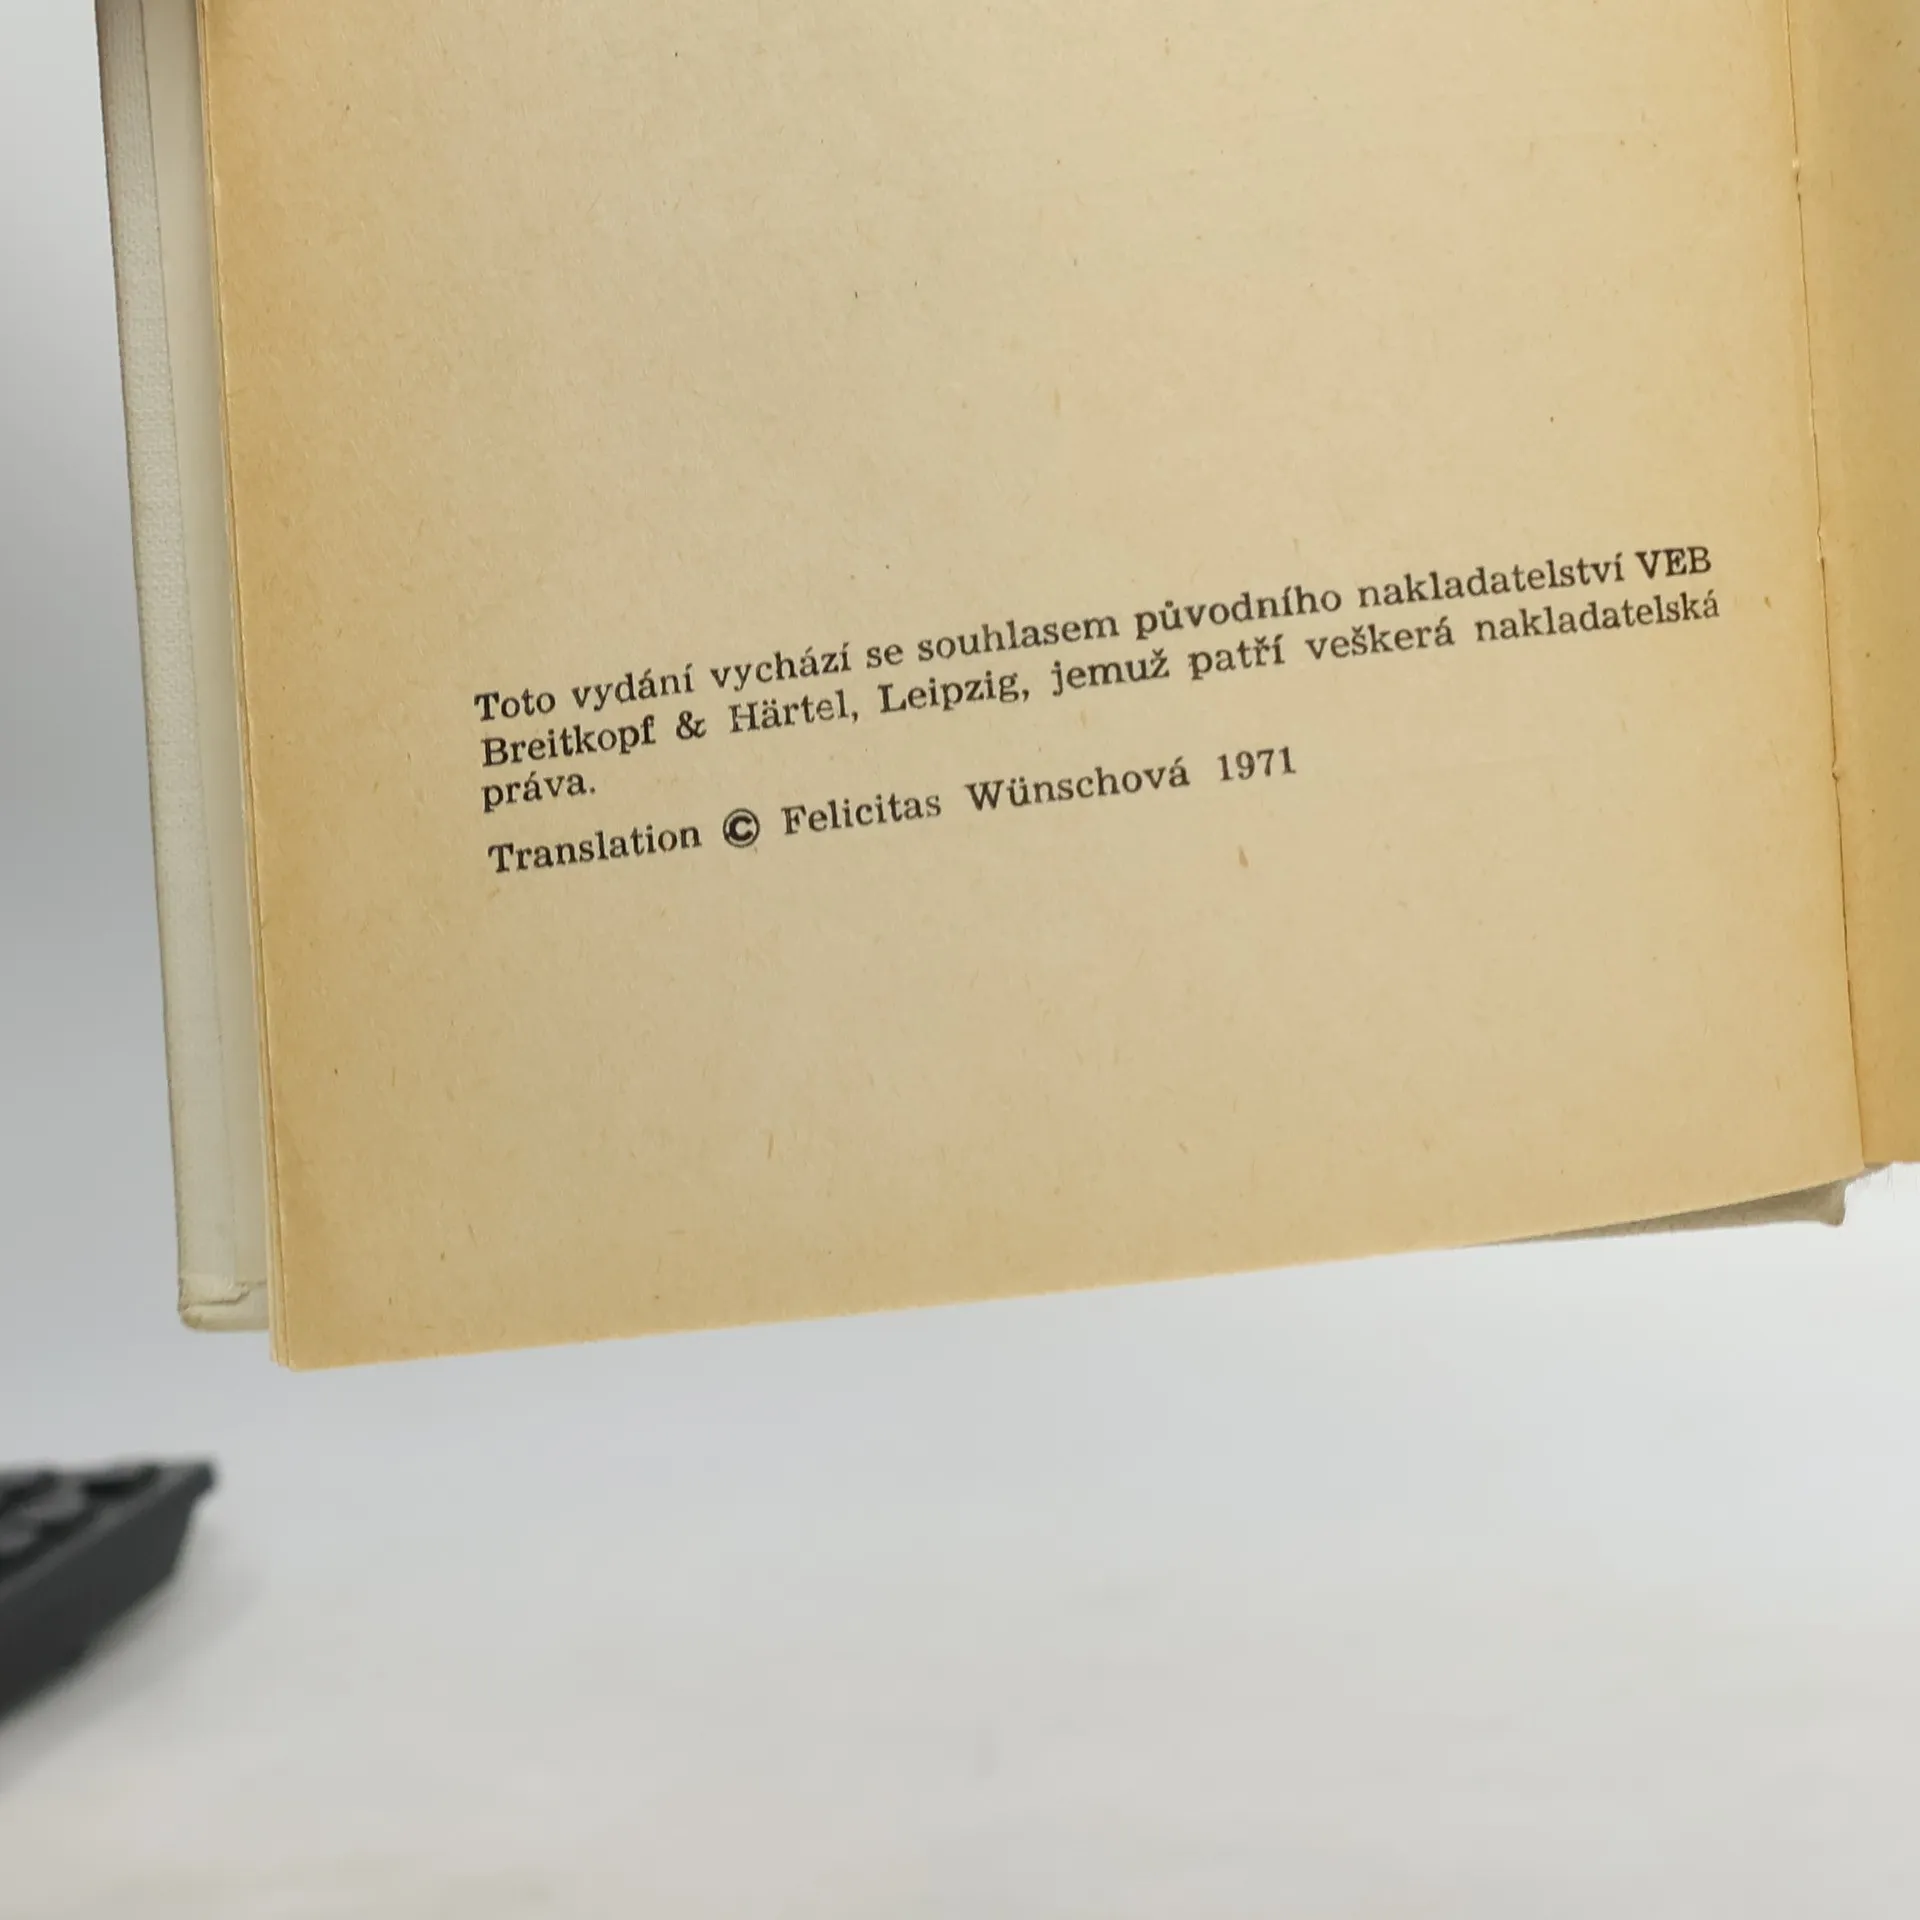 Toto vydání vychází se souhlasem původního nakladatelství VEB
Breitkopf & Härtel, Leipzig, jemuž patří veškerá nakladatelská
práva.
Translation © Felicitas Wünschová 1971